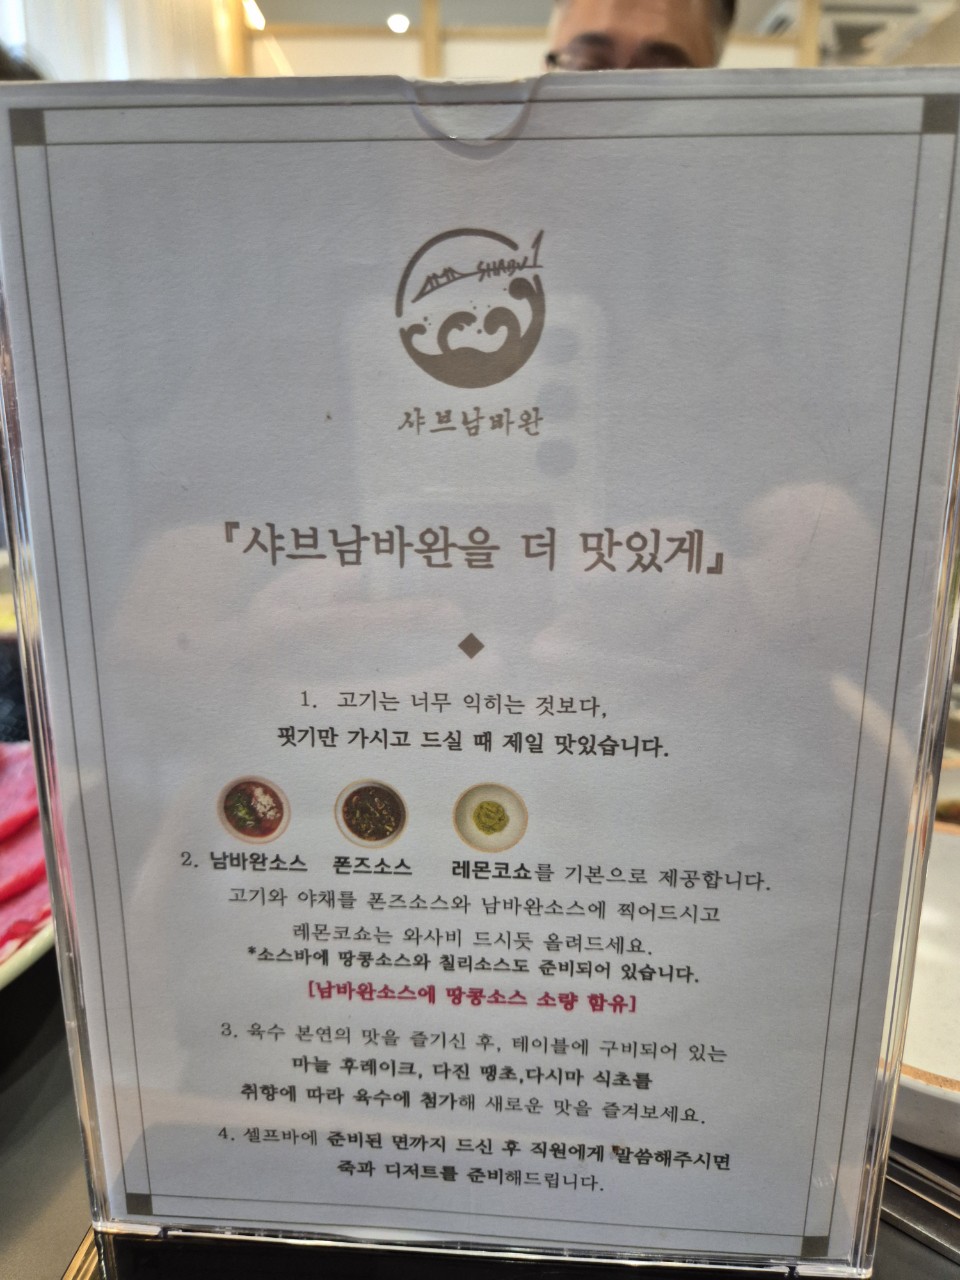 SHABU 1
샤브남바완
『샤브남바완을 더 맛있게』
1. 고기는 너무 익히는 것보다,
핏기만 가시고 드실 때 제일 맛있습니다.
2. 남바완소스 폰즈소스 레몬코쇼를 기본으로 제공합니다.
고기와 야채를 폰즈소스와 남바완소스에 찍어드시고
레몬코쇼는 와사비 드시듯 올려드세요.
*소스바에 땅콩소스와 칠리소스도 준비되어 있습니다.
[남바완소스에 땅콩소스 소량 함유]
3. 육수 본연의 맛을 즐기신 후, 테이블에 구비되어 있는
마늘 후레이크, 다진 땡초,다시마 식초를
취향에 따라 육수에 첨가해 새로운 맛을 즐겨보세요.
4. 셀프바에 준비된 면까지 드신 후 직원에게 말씀해주시면
죽과 디저트를 준비해드립니다.